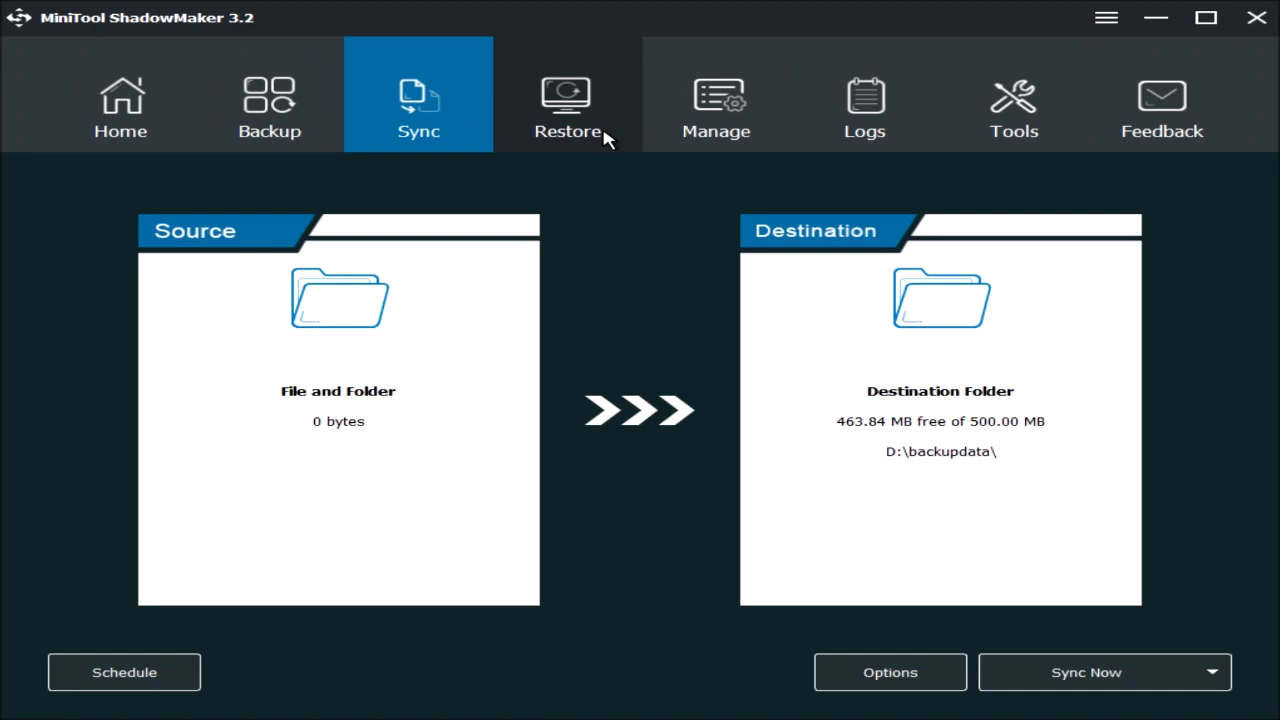 MiniTool ShadowMaker 3.2
Home Backup Sync Restore Manage Logs Tools Feedback
Source
File and Folder
0 bytes
Destination
Destination Folder
463.84 MB free of 500.00 MB
D:\backupdata\
Schedule
Options
Sync Now